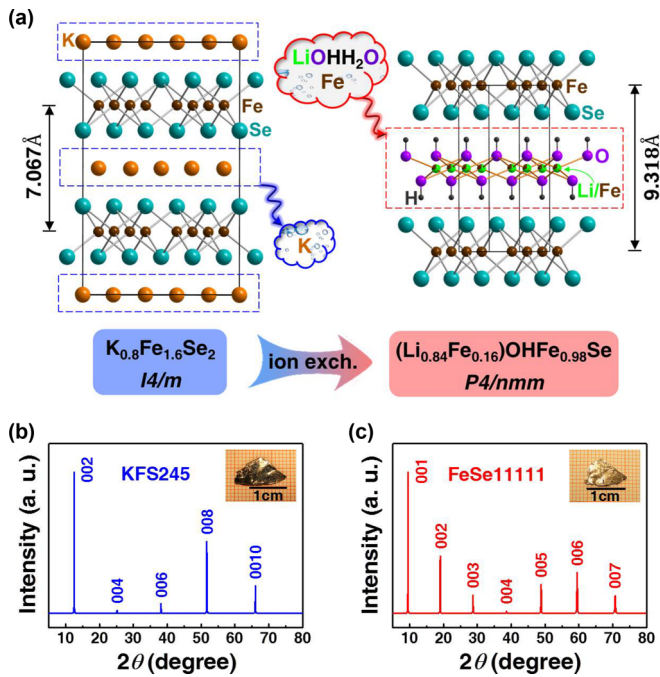 (a)
K
Fe
Se
7.067Å
K
LiOHH₂O
Fe
Fe
Se
O
H
Li/Fe
9.318Å
K₀.₈Fe₁.₆Se₂
I4/m
ion exch.
(Li₀.₈₄Fe₀.₁₆)OHFe₀.₉₈Se
P4/nmm
(b)
Intensity (a. u.)
002
KFS245
1cm
004
006
008
0010
10 20 30 40 50 60 70 80
2θ (degree)
(c)
Intensity (a. u.)
001
FeSe11111
1cm
002
003
004
005
006
007
10 20 30 40 50 60 70 80
2θ (degree)